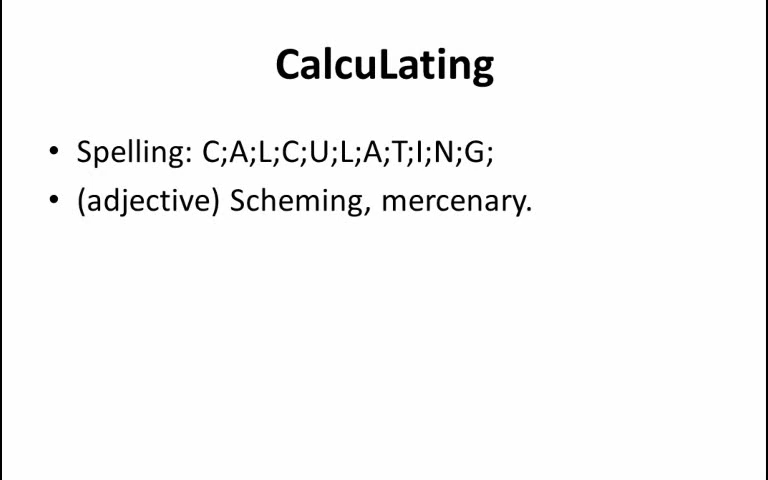 CalcuLating
• Spelling: C;A;L;C;U;L;A;T;I;N;G;
• (adjective) Scheming, mercenary.